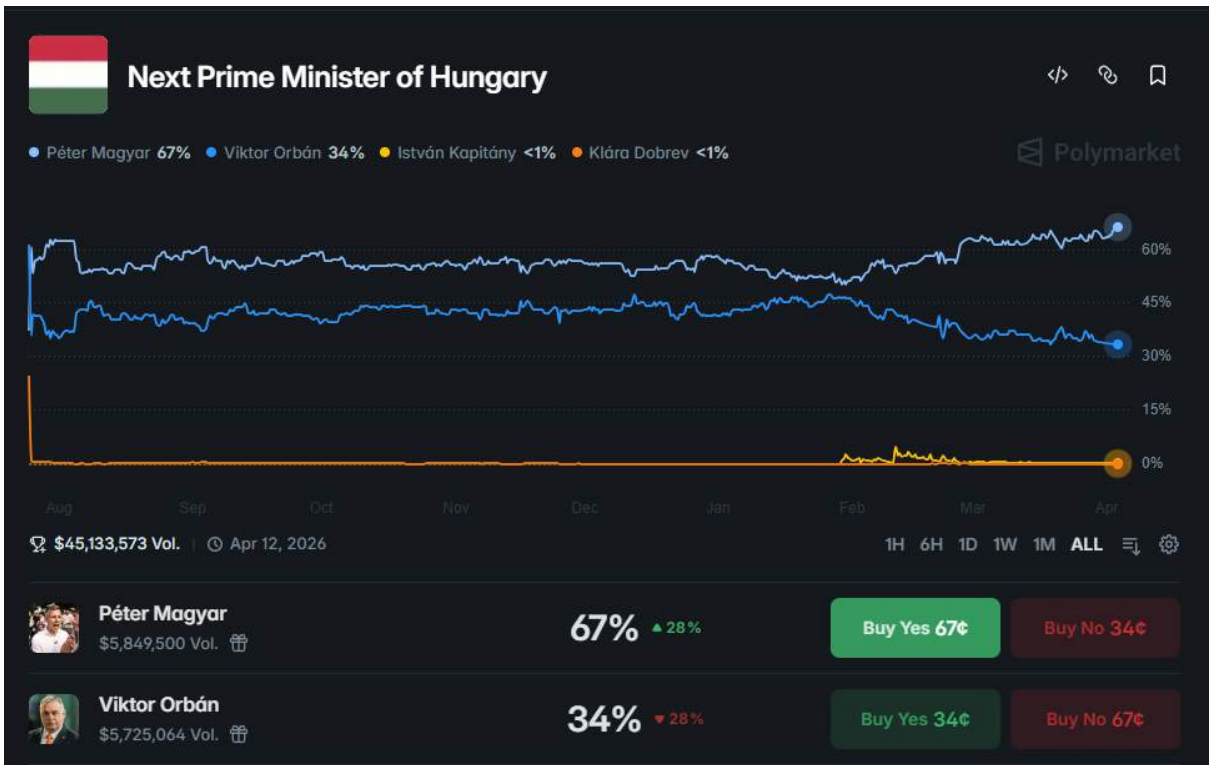 Next Prime Minister of Hungary
Péter Magyar 67% Viktor Orbán 34% István Kapitány <1% Klára Dobrev <1%
Polymarket
60%
45%
30%
15%
0%
Aug Sep Oct Nov Dec Jan Feb Mar Apr
$45,133,573 Vol. Apr 12, 2026 1H 6H 1D 1W 1M ALL
Péter Magyar
$5,849,500 Vol.
67% ▲ 28% Buy Yes 67¢ Buy No 34¢
Viktor Orbán
$5,725,064 Vol.
34% ▼ 28% Buy Yes 34¢ Buy No 67¢